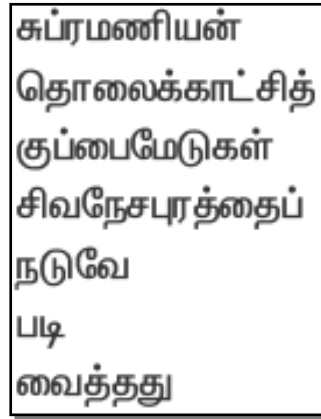 சுப்ரமணியன்
தொலைக்காட்சித்
குப்பைமேடுகள்
சிவநேசபுரத்தைப்
நடுவே
படி
வைத்தது